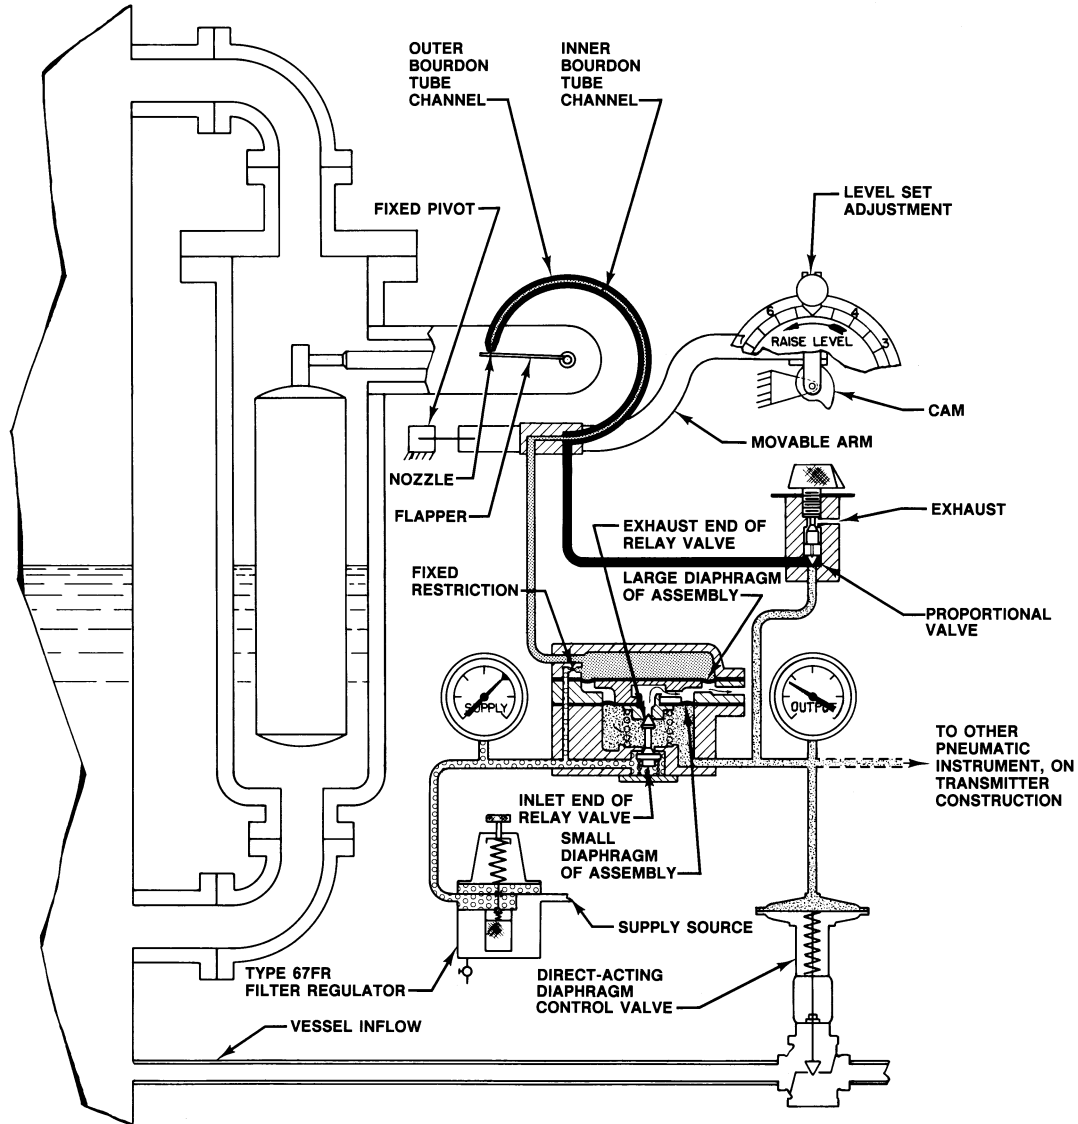 OUTER
BOURDON
TUBE
CHANNEL
INNER
BOURDON
TUBE
CHANNEL
LEVEL SET
ADJUSTMENT
FIXED PIVOT
6
4
3
RAISE LEVEL
CAM
MOVABLE ARM
NOZZLE
FLAPPER
EXHAUST
EXHAUST END OF
RELAY VALVE
FIXED
RESTRICTION
LARGE DIAPHRAGM
OF ASSEMBLY
PROPORTIONAL
VALVE
SUPPLY
OUTPUT
TO OTHER
PNEUMATIC
INSTRUMENT, ON
TRANSMITTER
CONSTRUCTION
INLET END OF
RELAY VALVE
SMALL
DIAPHRAGM
OF ASSEMBLY
SUPPLY SOURCE
TYPE 67FR
FILTER REGULATOR
DIRECT-ACTING
DIAPHRAGM
CONTROL VALVE
VESSEL INFLOW